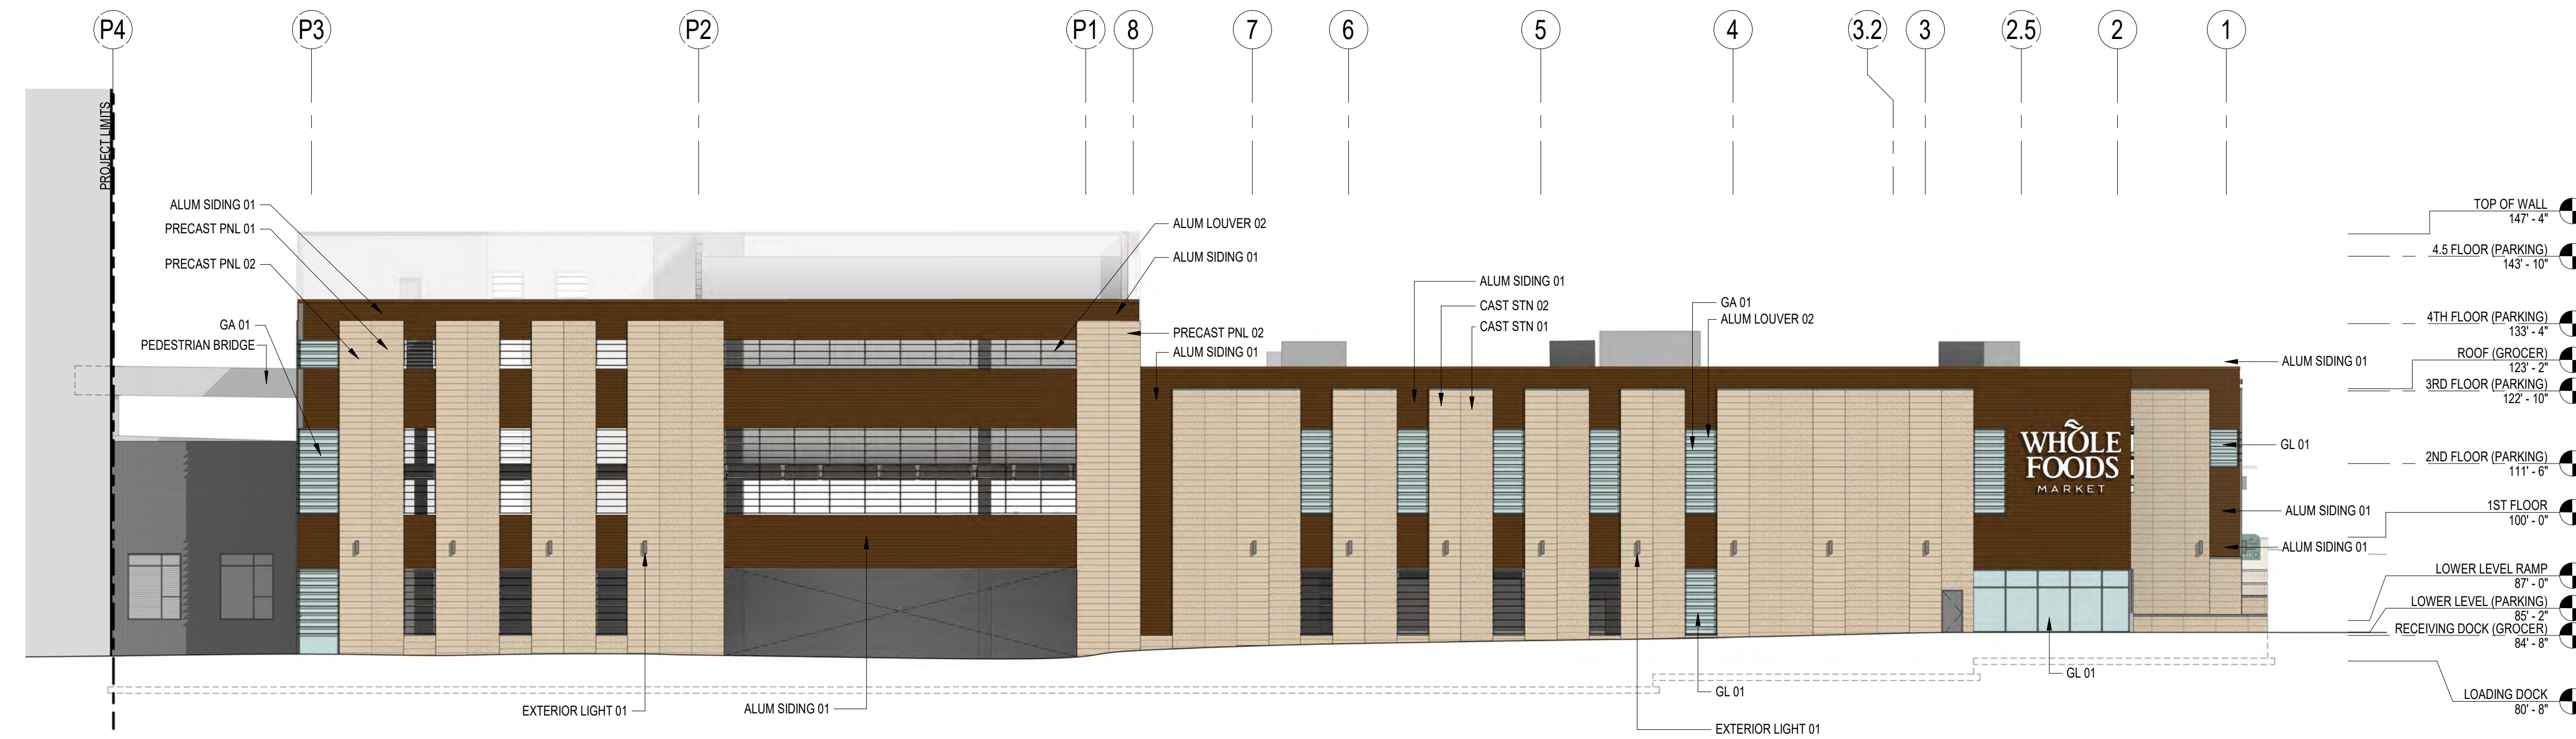 P4
P3
P2
P1
8
7
6
5
4
3.2
3
2.5
2
1
PROJECT LIMITS
ALUM SIDING 01
PRECAST PNL 01
PRECAST PNL 02
GA 01
PEDESTRIAN BRIDGE
ALUM LOUVER 02
ALUM SIDING 01
PRECAST PNL 02
ALUM SIDING 01
ALUM SIDING 01
CAST STN 02
CAST STN 01
GA 01
ALUM LOUVER 02
WHOLE
FOODS
MARKET
ALUM SIDING 01
GL 01
ALUM SIDING 01
ALUM SIDING 01
EXTERIOR LIGHT 01
ALUM SIDING 01
GL 01
EXTERIOR LIGHT 01
GL 01
TOP OF WALL
147' - 4"
4.5 FLOOR (PARKING)
143' - 10"
4TH FLOOR (PARKING)
133' - 4"
ROOF (GROCER)
123' - 2"
3RD FLOOR (PARKING)
122' - 10"
2ND FLOOR (PARKING)
111' - 6"
1ST FLOOR
100' - 0"
LOWER LEVEL RAMP
87' - 0"
LOWER LEVEL (PARKING)
85' - 2"
RECEIVING DOCK (GROCER)
84' - 8"
LOADING DOCK
80' - 8"